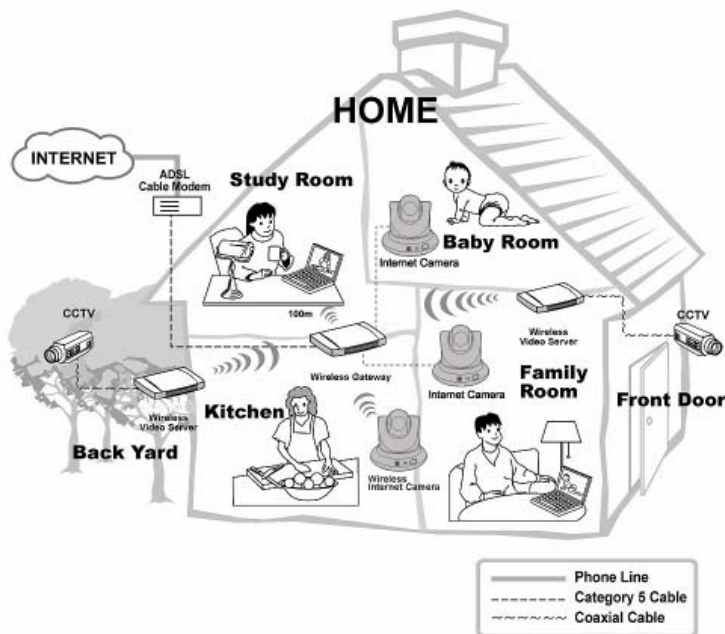 HOME
INTERNET
ADSL
Cable Modem
Study Room
Baby Room
Internet Camera
100m
CCTV
Wireless
Video Server
CCTV
Wireless Gateway
Internet Camera
Family
Room
Front Door
Wireless
Video Server
Kitchen
Back Yard
Wireless
Internet Camera
Phone Line
Category 5 Cable
Coaxial Cable